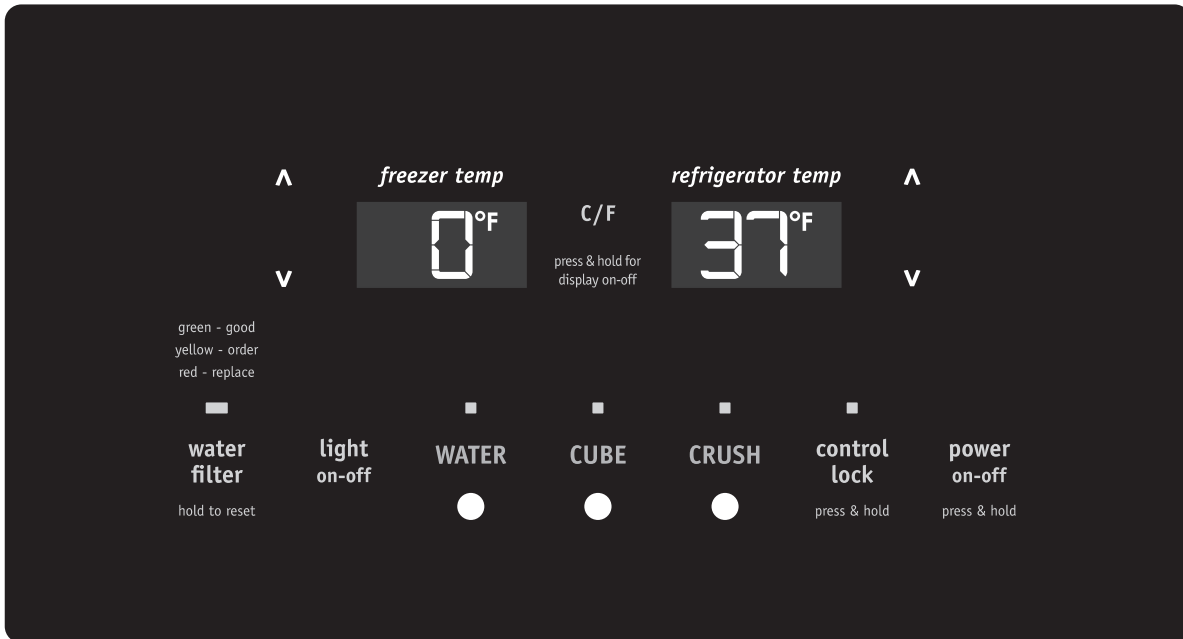 freezer temp
refrigerator temp
0°F
C/F
37°F
press & hold for
display on-off
green - good
yellow - order
red - replace
water
filter
hold to reset
light
on-off
WATER
CUBE
CRUSH
control
lock
press & hold
power
on-off
press & hold